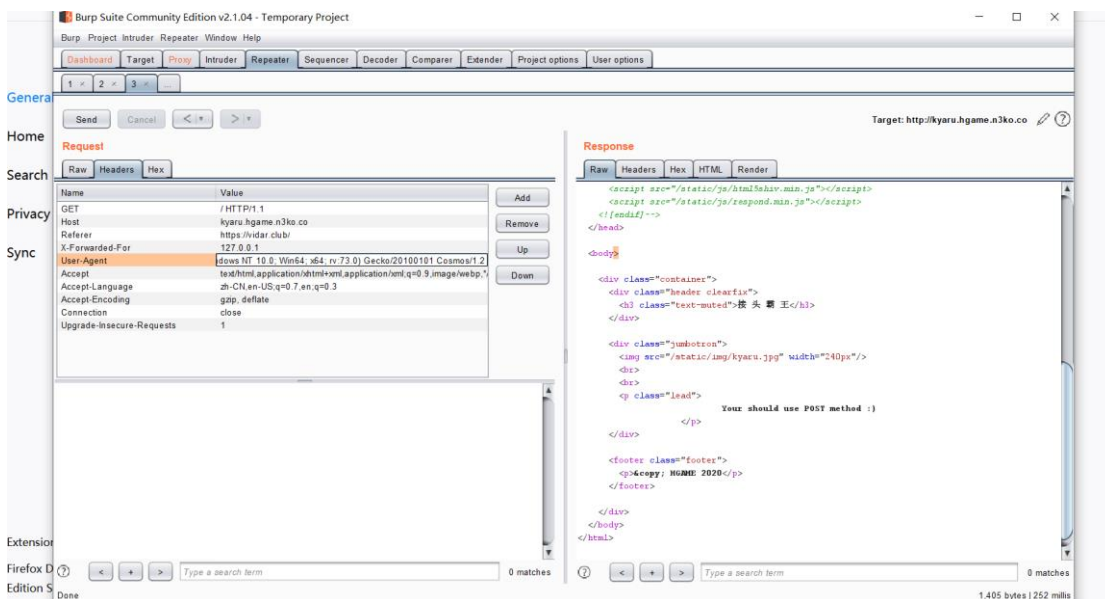 Burp Suite Community Edition v2.1.04 - Temporary Project
Burp Project Intruder Repeater Window Help
Dashboard Target Proxy Intruder Repeater Sequencer Decoder Comparer Extender Project options User options
1 × 2 × 3 × ...
General
Home
Search
Privacy
Sync
Extension
Firefox D
Edition S
Send Cancel < > Target: http://kyaru.hgame.n3ko.co
Request
Raw Headers Hex
Name Value
GET / HTTP/1.1
Host kyaru.hgame.n3ko.co
Referer https://vidar.club/
X-Forwarded-For 127.0.0.1
User-Agent dows NT 10.0; Win64; x64; rv:73.0) Gecko/20100101 Cosmos/1.2
Accept text/html,application/xhtml+xml,application/xml;q=0.9,image/webp,*/
Accept-Language zh-CN,en-US;q=0.7,en;q=0.3
Accept-Encoding gzip, deflate
Connection close
Upgrade-Insecure-Requests 1
Add
Remove
Up
Down
? < + > Type a search term 0 matches
Done
Response
Raw Headers Hex HTML Render
<script src="/static/js/html5shiv.min.js"></script>
<script src="/static/js/respond.min.js"></script>
<![endif]-->
</head>
<body>
<div class="container">
<div class="header clearfix">
<h3 class="text-muted">接 头 霸 王</h3>
</div>
<div class="jumbotron">
<img src="/static/img/kyaru.jpg" width="240px"/>
<br>
<br>
<p class="lead">
Your should use POST method :)
</p>
</div>
<footer class="footer">
<p>&copy; HGAME 2020</p>
</footer>
</div>
</body>
</html>
? < + > Type a search term 0 matches
1,405 bytes | 252 millis